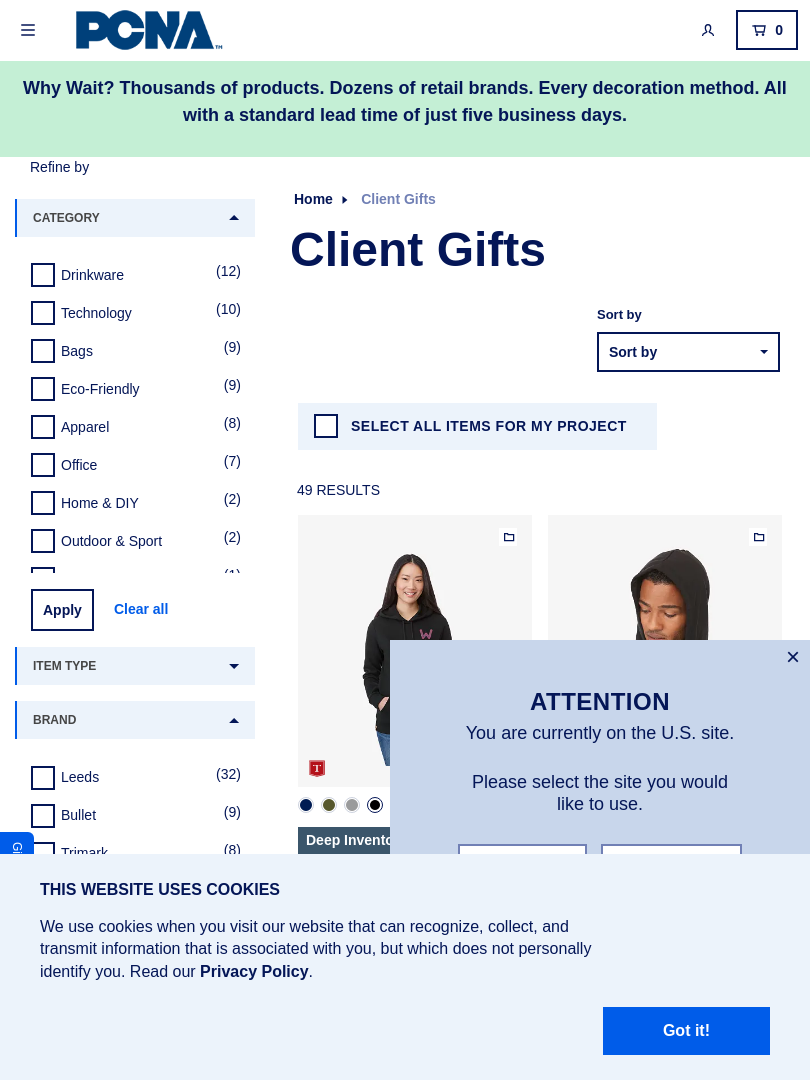 PCNA™
0
Why Wait? Thousands of products. Dozens of retail brands. Every decoration method. All
with a standard lead time of just five business days.
Refine by
CATEGORY
Drinkware (12)
Technology (10)
Bags (9)
Eco-Friendly (9)
Apparel (8)
Office (7)
Home & DIY (2)
Outdoor & Sport (2)
(1)
Apply
Clear all
ITEM TYPE
BRAND
Leeds (32)
Bullet (9)
Trimark (8)
Home
Client Gifts
Client Gifts
Sort by
Sort by
SELECT ALL ITEMS FOR MY PROJECT
49 RESULTS
W
T
Deep Invento
×
ATTENTION
You are currently on the U.S. site.
Please select the site you would
like to use.
Gi
THIS WEBSITE USES COOKIES
We use cookies when you visit our website that can recognize, collect, and
transmit information that is associated with you, but which does not personally
identify you. Read our Privacy Policy.
Got it!